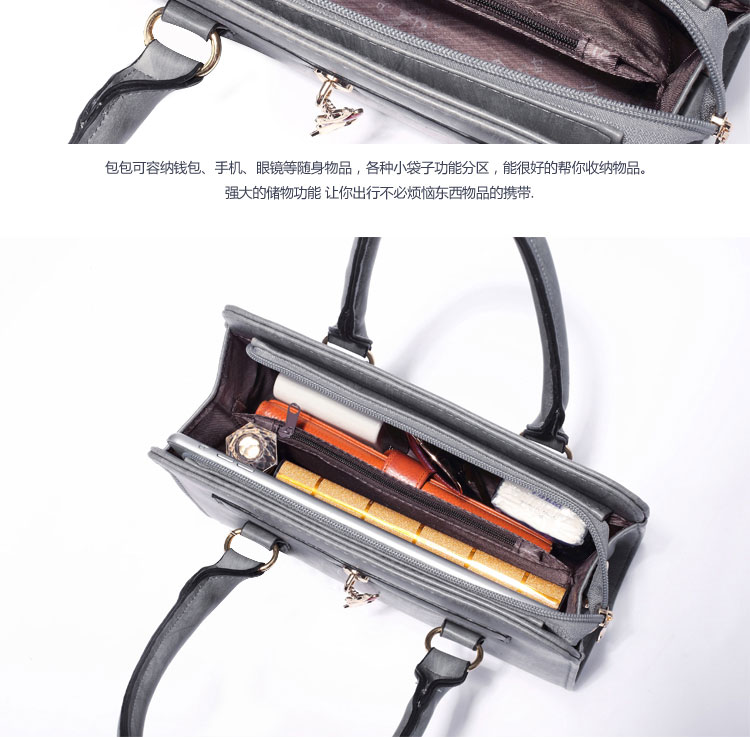 包包可容纳钱包、手机、眼镜等随身物品，各种小袋子功能分区，能很好的帮你收纳物品。
强大的储物功能 让你出行不必烦恼东西物品的携带.